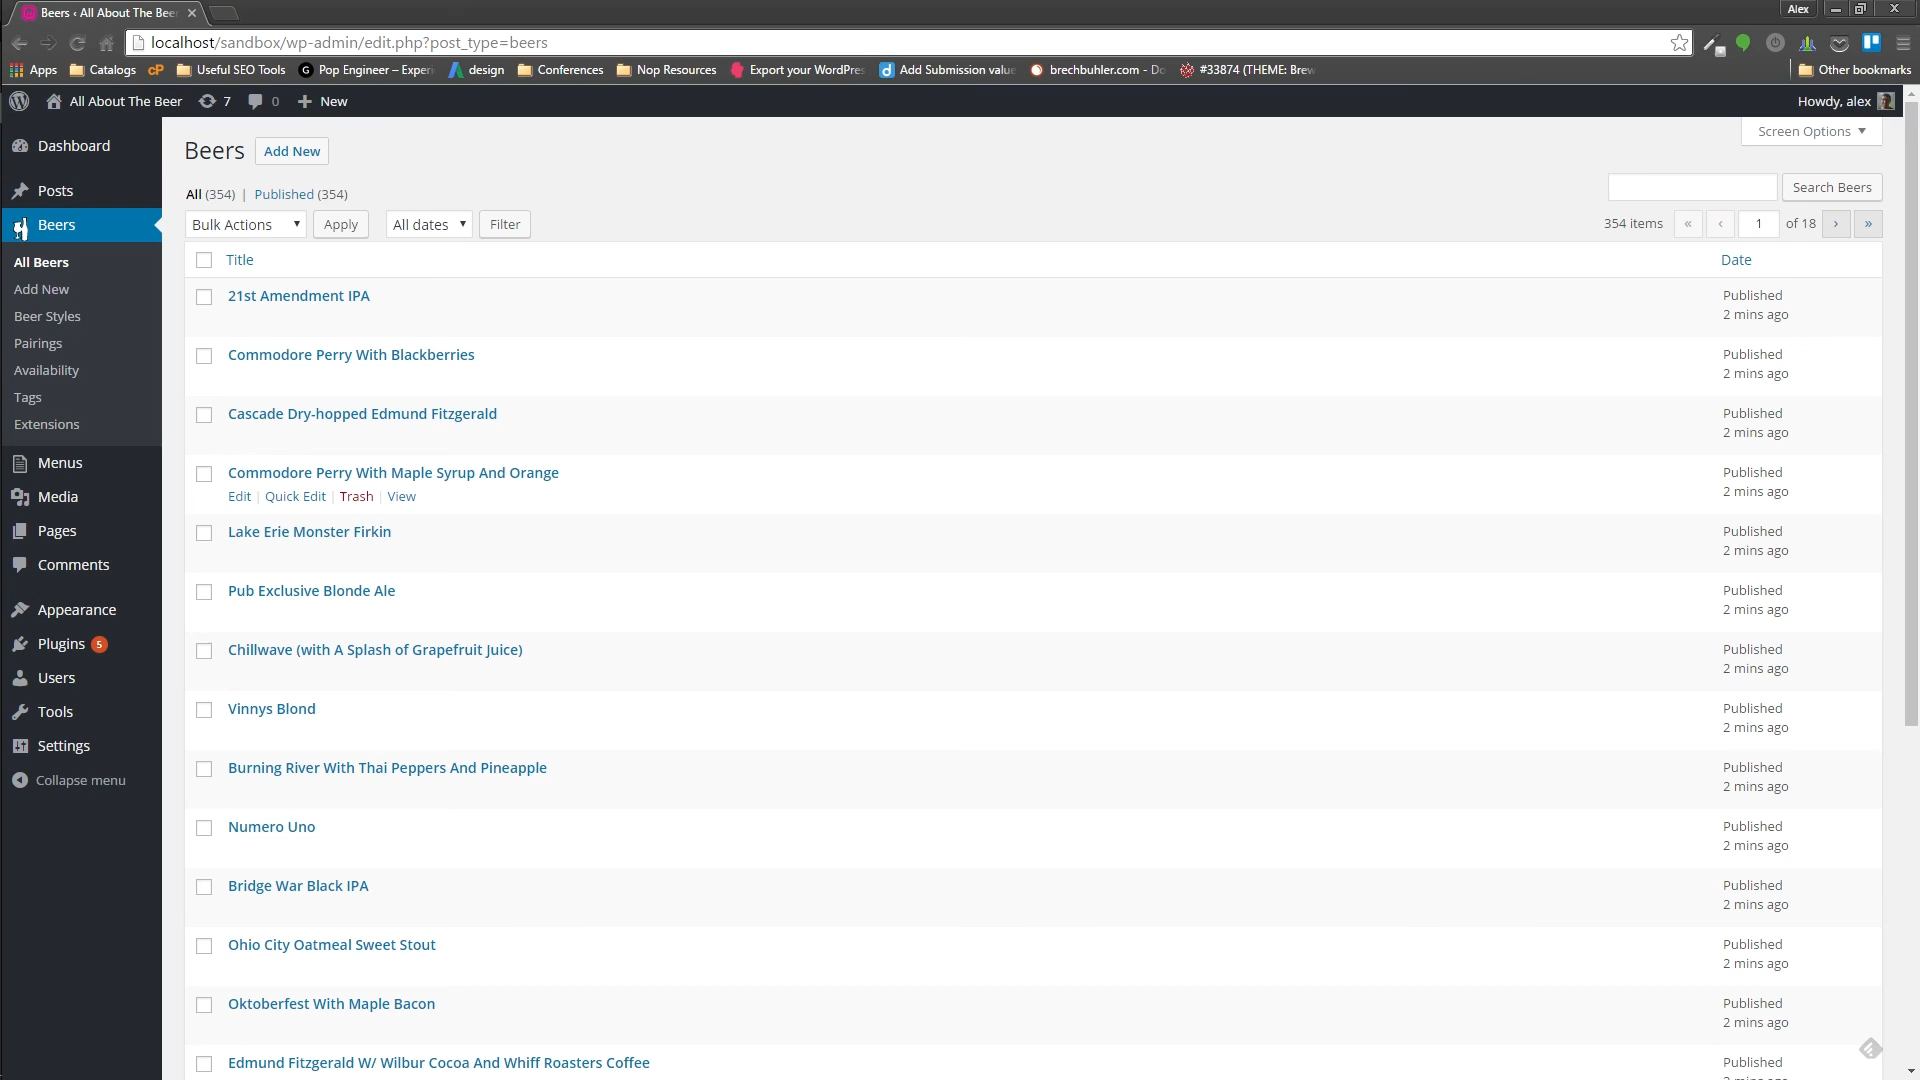 Beers ‹ All About The Bee
Alex
localhost/sandbox/wp-admin/edit.php?post_type=beers
Apps Catalogs cP Useful SEO Tools Pop Engineer – Experi design Conferences Nop Resources Export your WordPres Add Submission value brechbuhler.com - Do #33874 (THEME: Brew Other bookmarks
All About The Beer 7 0 + New Howdy, alex
Screen Options
Dashboard
Posts
Beers
All Beers
Add New
Beer Styles
Pairings
Availability
Tags
Extensions
Menus
Media
Pages
Comments
Appearance
Plugins 5
Users
Tools
Settings
Collapse menu
Beers Add New
All (354) | Published (354)
Search Beers
Bulk Actions Apply All dates Filter 354 items « ‹ 1 of 18 › »
Title Date
21st Amendment IPA Published
2 mins ago
Commodore Perry With Blackberries Published
2 mins ago
Cascade Dry-hopped Edmund Fitzgerald Published
2 mins ago
Commodore Perry With Maple Syrup And Orange Published
Edit | Quick Edit | Trash | View 2 mins ago
Lake Erie Monster Firkin Published
2 mins ago
Pub Exclusive Blonde Ale Published
2 mins ago
Chillwave (with A Splash of Grapefruit Juice) Published
2 mins ago
Vinnys Blond Published
2 mins ago
Burning River With Thai Peppers And Pineapple Published
2 mins ago
Numero Uno Published
2 mins ago
Bridge War Black IPA Published
2 mins ago
Ohio City Oatmeal Sweet Stout Published
2 mins ago
Oktoberfest With Maple Bacon Published
2 mins ago
Edmund Fitzgerald W/ Wilbur Cocoa And Whiff Roasters Coffee Published